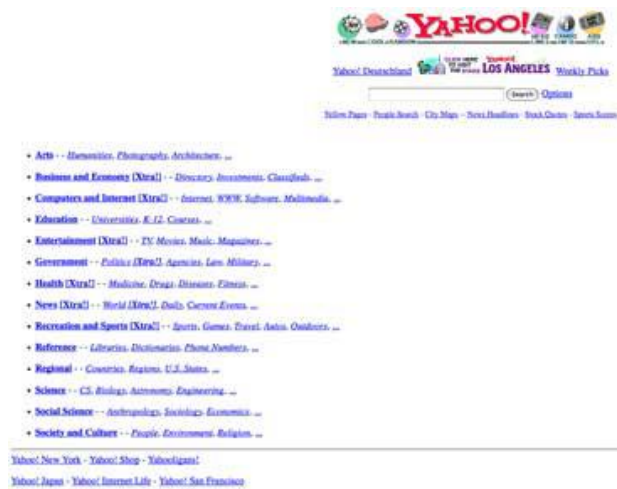 YAHOO!
Yahoo! Deutschland CLICK HERE TO VISIT Yahoo! LOS ANGELES Weekly Picks
Search Options
Yellow Pages - People Search - City Maps -- News Headlines - Stock Quotes - Sports Scores
• Arts - - Humanities, Photography, Architecture, ...
• Business and Economy [Xtra!] - - Directory, Investments, Classifieds, ...
• Computers and Internet [Xtra!] - - Internet, WWW, Software, Multimedia, ...
• Education - - Universities, K-12, Courses, ...
• Entertainment [Xtra!] - - TV, Movies, Music, Magazines, ...
• Government - - Politics [Xtra!], Agencies, Law, Military, ...
• Health [Xtra!] - - Medicine, Drugs, Diseases, Fitness, ...
• News [Xtra!] - - World [Xtra!], Daily, Current Events, ...
• Recreation and Sports [Xtra!] - - Sports, Games, Travel, Autos, Outdoors, ...
• Reference - - Libraries, Dictionaries, Phone Numbers, ...
• Regional - - Countries, Regions, U.S. States, ...
• Science - - CS, Biology, Astronomy, Engineering, ...
• Social Science - - Anthropology, Sociology, Economics, ...
• Society and Culture - - People, Environment, Religion, ...
Yahoo! New York - Yahoo! Shop - Yahooligans!
Yahoo! Japan - Yahoo! Internet Life - Yahoo! San Francisco